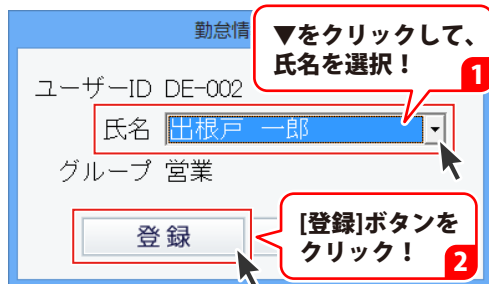 勤怠情
▼をクリックして、
氏名を選択！
1
ユーザーID DE-002
氏名 出根戸 一郎
グループ 営業
登録
[登録]ボタンを
クリック！
2